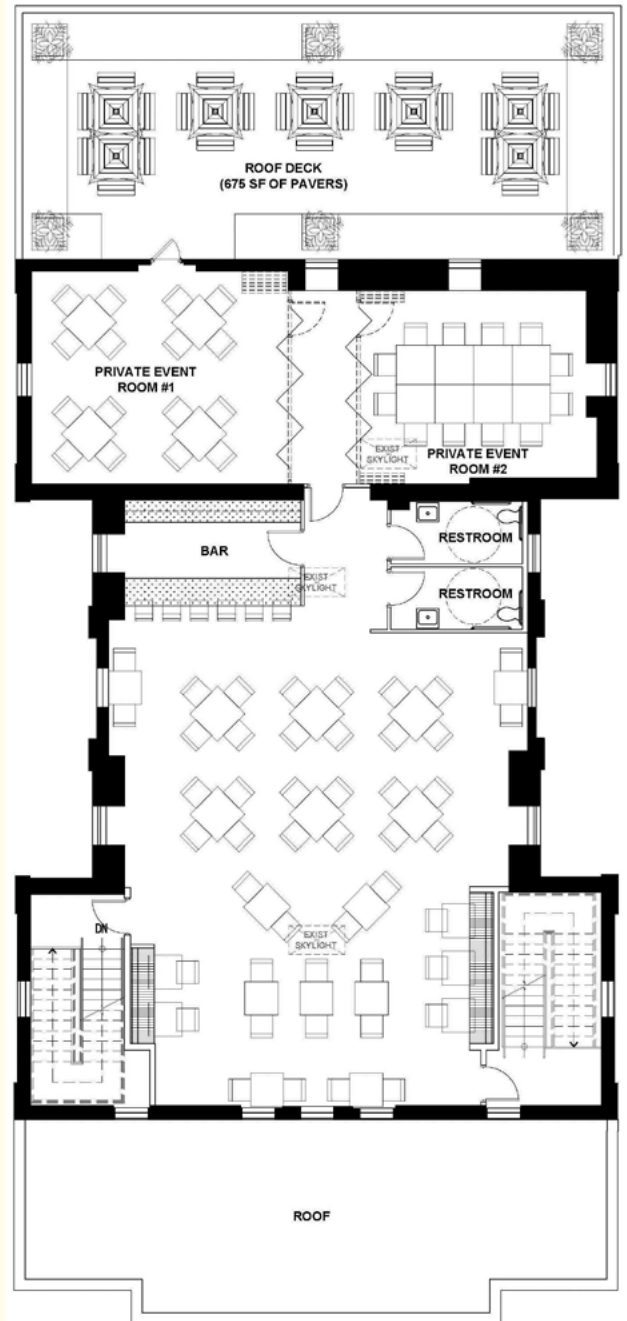 ROOF DECK
(675 SF OF PAVERS)
PRIVATE EVENT
ROOM #1
EXIST
SKYLIGHT
PRIVATE EVENT
ROOM #2
BAR
RESTROOM
EXIST
SKYLIGHT
RESTROOM
DN
EXIST
SKYLIGHT
ROOF